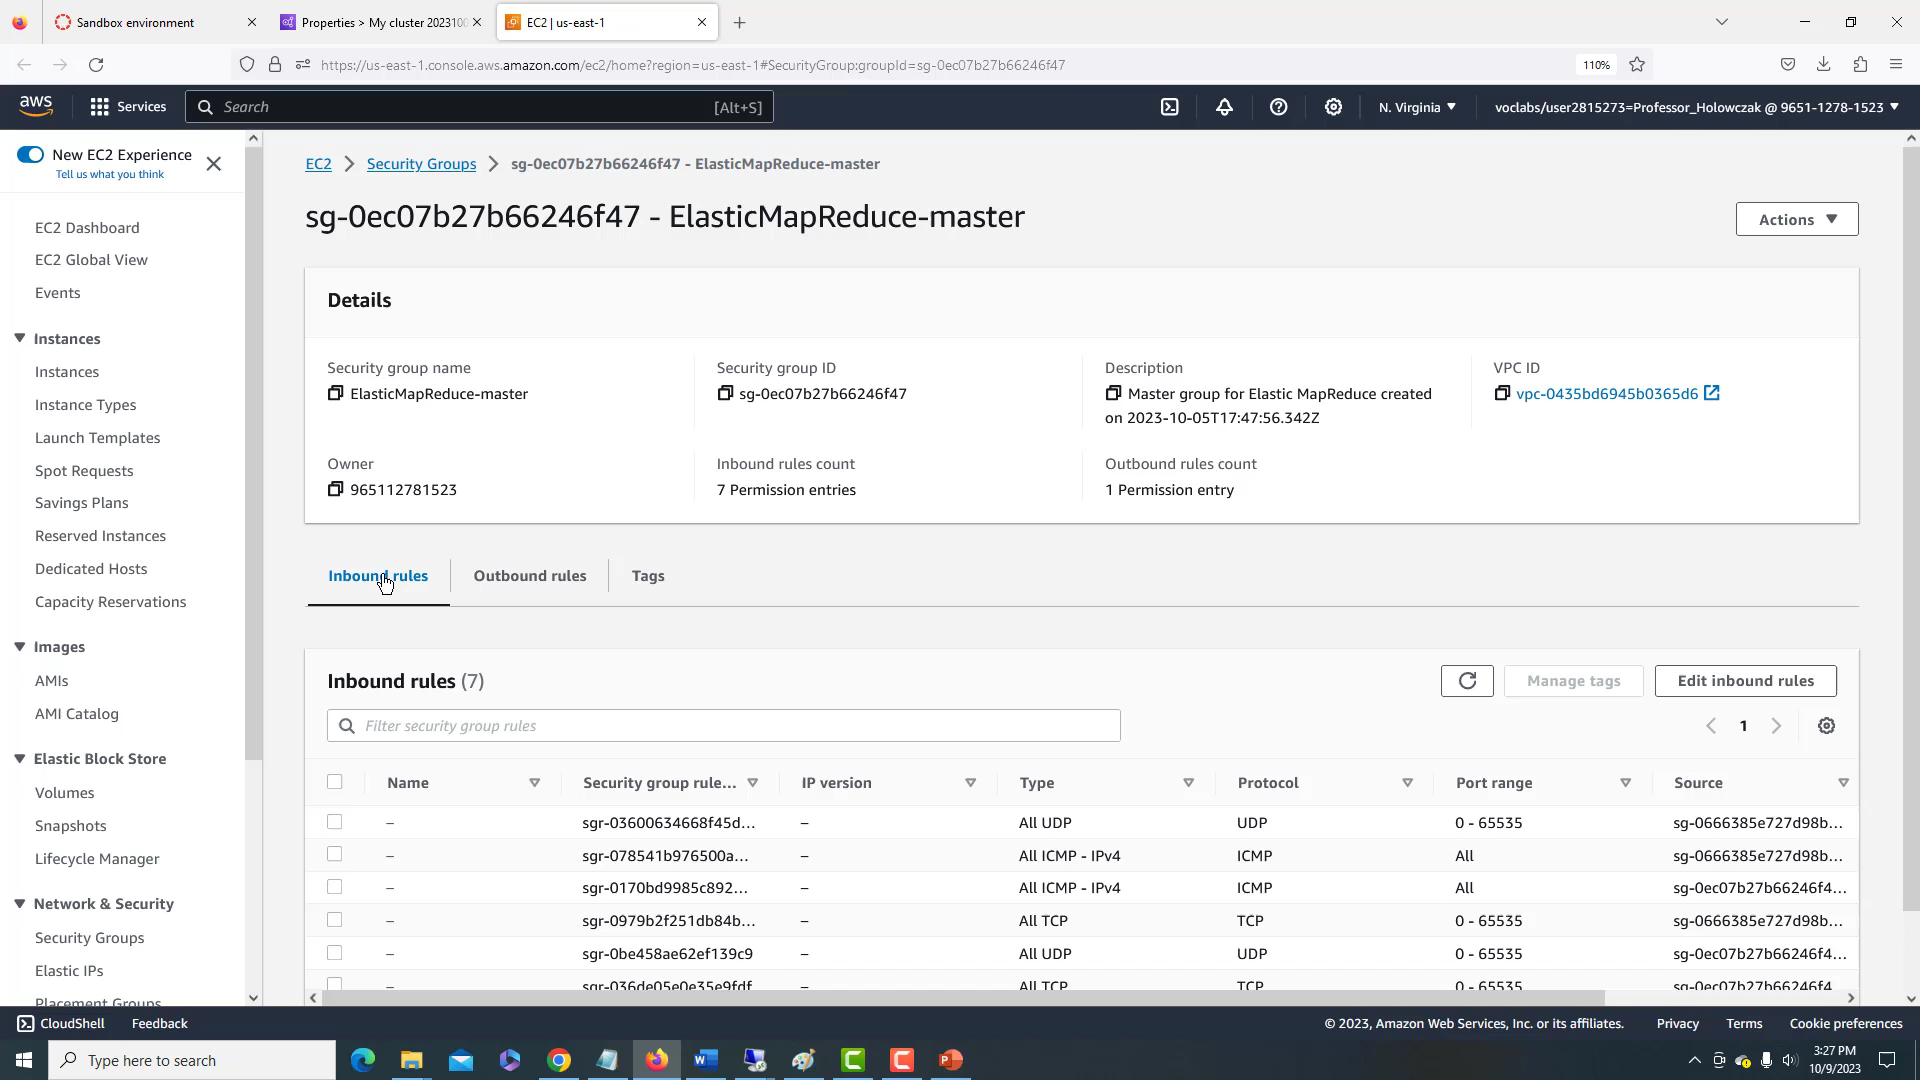 Sandbox environment
Properties > My cluster 2023100
EC2 | us-east-1
https://us-east-1.console.aws.amazon.com/ec2/home?region=us-east-1#SecurityGroup:groupId=sg-0ec07b27b66246f47
110%
aws
Services
Search
[Alt+S]
N. Virginia
voclabs/user2815273=Professor_Holowczak @ 9651-1278-1523
New EC2 Experience
Tell us what you think
EC2 Dashboard
EC2 Global View
Events
Instances
Instances
Instance Types
Launch Templates
Spot Requests
Savings Plans
Reserved Instances
Dedicated Hosts
Capacity Reservations
Images
AMIs
AMI Catalog
Elastic Block Store
Volumes
Snapshots
Lifecycle Manager
Network & Security
Security Groups
Elastic IPs
Placement Groups
EC2 > Security Groups > sg-0ec07b27b66246f47 - ElasticMapReduce-master
sg-0ec07b27b66246f47 - ElasticMapReduce-master
Actions
Details
Security group name
ElasticMapReduce-master
Security group ID
sg-0ec07b27b66246f47
Description
Master group for Elastic MapReduce created
on 2023-10-05T17:47:56.342Z
VPC ID
vpc-0435bd6945b0365d6
Owner
965112781523
Inbound rules count
7 Permission entries
Outbound rules count
1 Permission entry
Inbound rules
Outbound rules
Tags
Inbound rules (7)
Manage tags
Edit inbound rules
Filter security group rules
1
Name Security group rule... IP version Type Protocol Port range Source
– sgr-03600634668f45d... – All UDP UDP 0 - 65535 sg-0666385e727d98b...
– sgr-078541b976500a... – All ICMP - IPv4 ICMP All sg-0666385e727d98b...
– sgr-0170bd9985c892... – All ICMP - IPv4 ICMP All sg-0ec07b27b66246f4...
– sgr-0979b2f251db84b... – All TCP TCP 0 - 65535 sg-0666385e727d98b...
– sgr-0be458ae62ef139c9 – All UDP UDP 0 - 65535 sg-0ec07b27b66246f4...
– sgr-036de05e0e35e9fdf – All TCP TCP 0 - 65535 sg-0ec07b27b66246f4
CloudShell
Feedback
© 2023, Amazon Web Services, Inc. or its affiliates.
Privacy
Terms
Cookie preferences
Type here to search
3:27 PM
10/9/2023